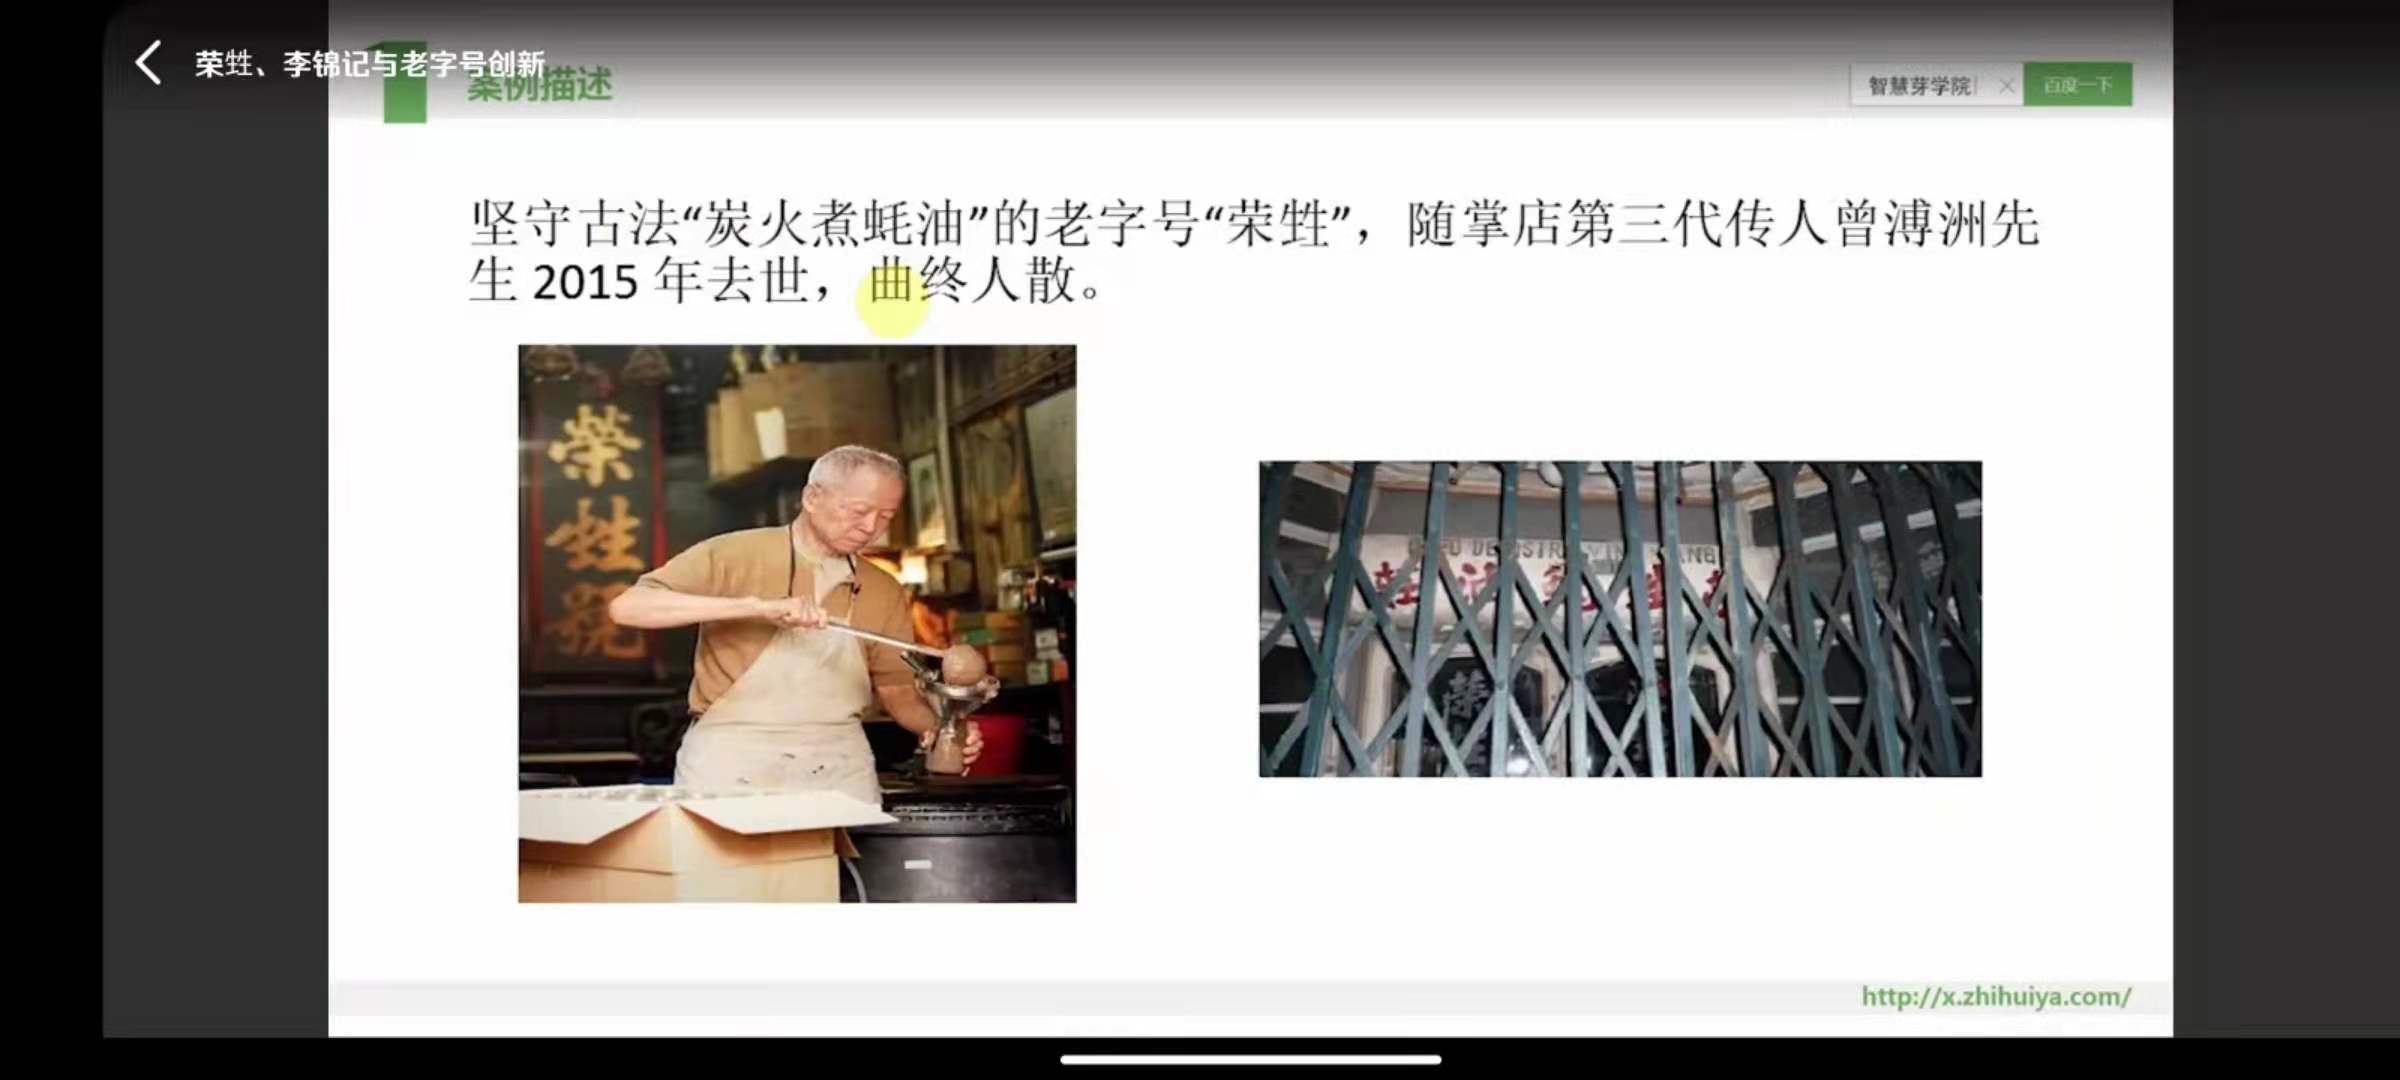 荣甡、李锦记与老字号创新
案例描述
智慧芽学院
百度一下
坚守古法“炭火煮蚝油”的老字号“荣甡”，随掌店第三代传人曾溥洲先
生 2015 年去世，曲终人散。
榮
甡
號
榮
http://x.zhihuiya.com/